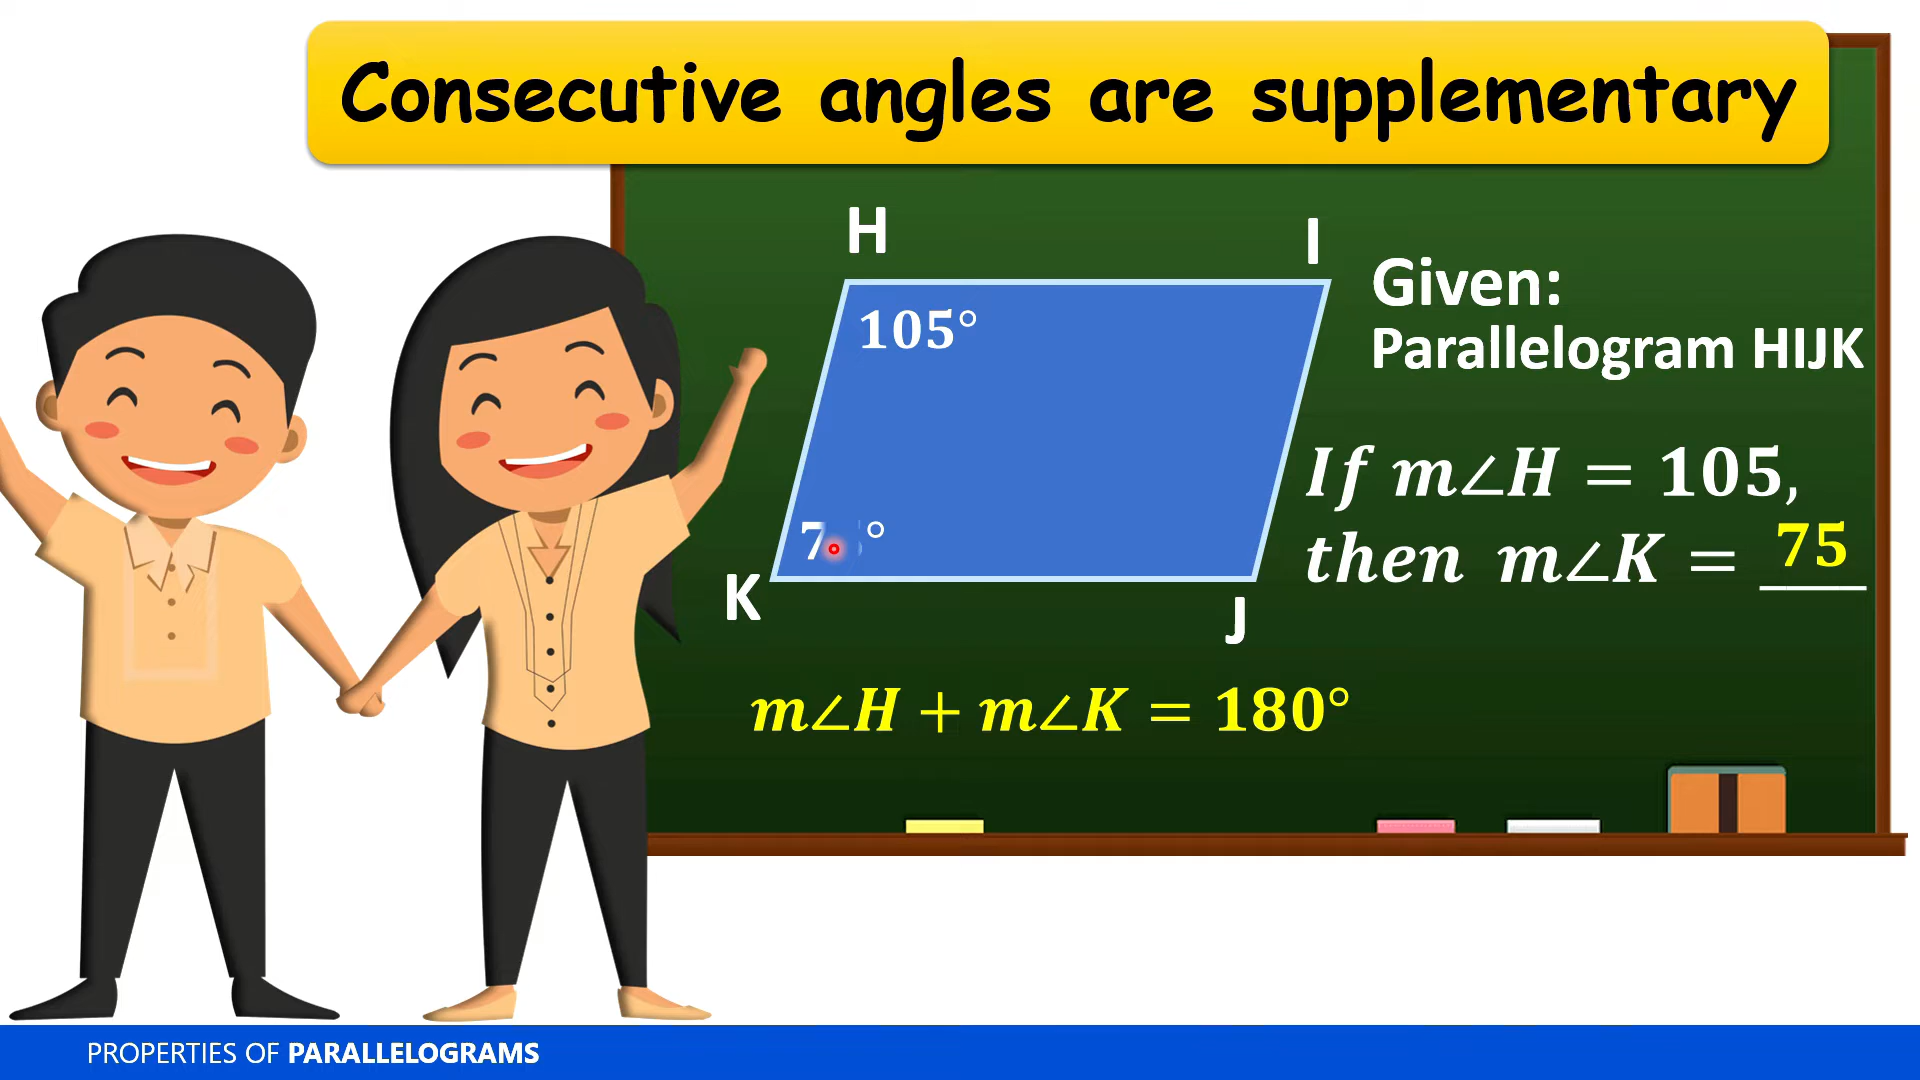 Consecutive angles are supplementary
H
I
105°
Given:
Parallelogram HIJK
If m∠H = 105,
then m∠K = 75
K
J
m∠H + m∠K = 180°
PROPERTIES OF PARALLELOGRAMS